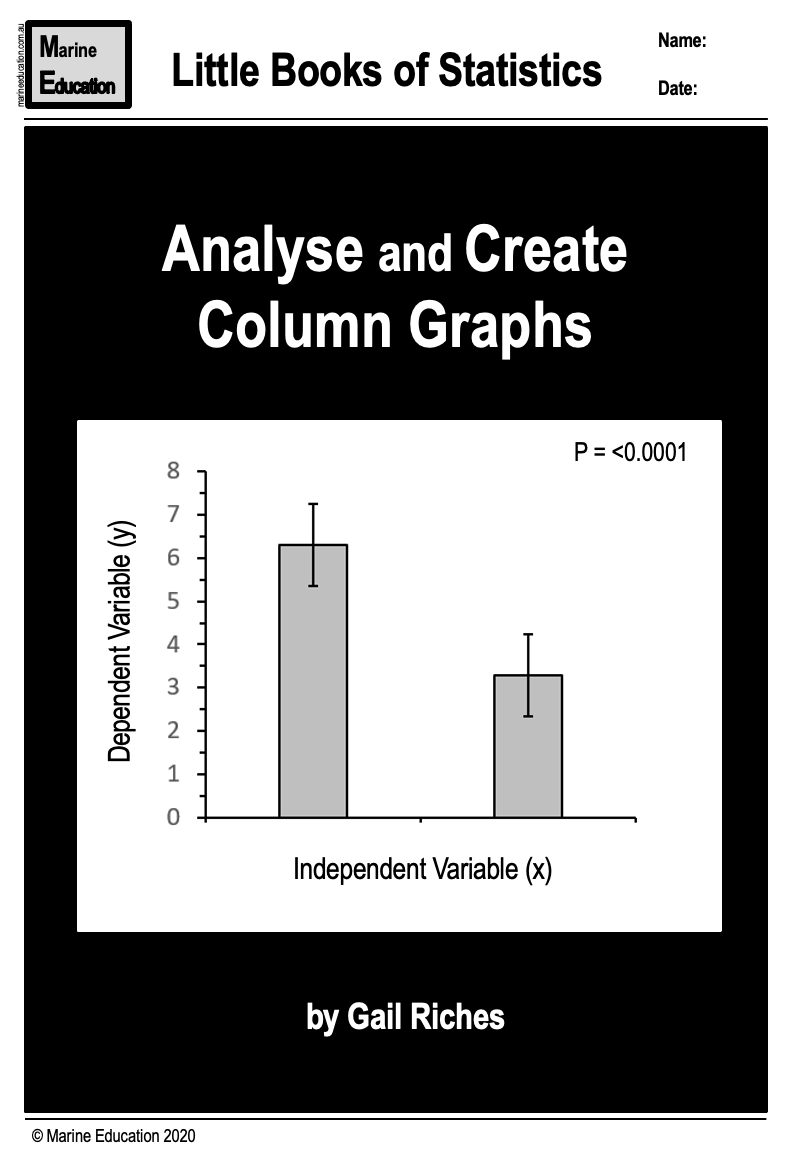 marineeducation.com.au
Marine
Education
Little Books of Statistics
Name:
Date:
Analyse and Create
Column Graphs
P = <0.0001
8
7
6
5
4
3
2
1
0
Dependent Variable (y)
Independent Variable (x)
by Gail Riches
© Marine Education 2020